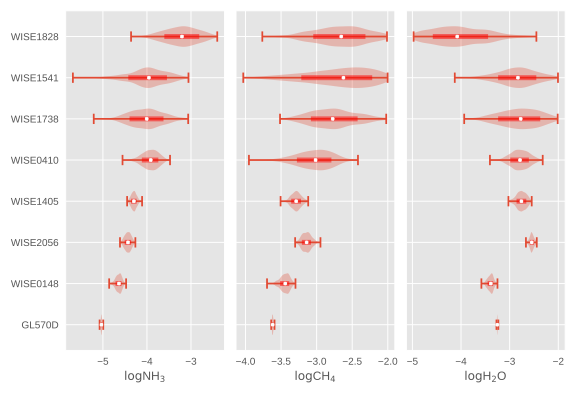 WISE1828
WISE1541
WISE1738
WISE0410
WISE1405
WISE2056
WISE0148
GL570D
−5 −4 −3
−4.0 −3.5 −3.0 −2.5 −2.0
−5 −4 −3 −2
logNH₃
logCH₄
logH₂O